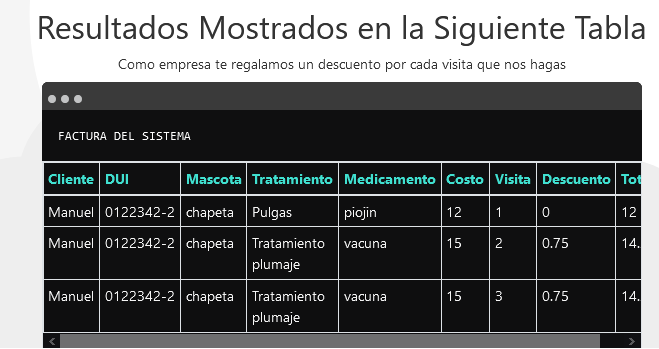 Resultados Mostrados en la Siguiente Tabla
Como empresa te regalamos un descuento por cada visita que nos hagas
FACTURA DEL SISTEMA
Cliente DUI Mascota Tratamiento Medicamento Costo Visita Descuento Tot
Manuel 0122342-2 chapeta Pulgas piojin 12 1 0 12
Manuel 0122342-2 chapeta Tratamiento plumaje vacuna 15 2 0.75 14.
Manuel 0122342-2 chapeta Tratamiento plumaje vacuna 15 3 0.75 14.